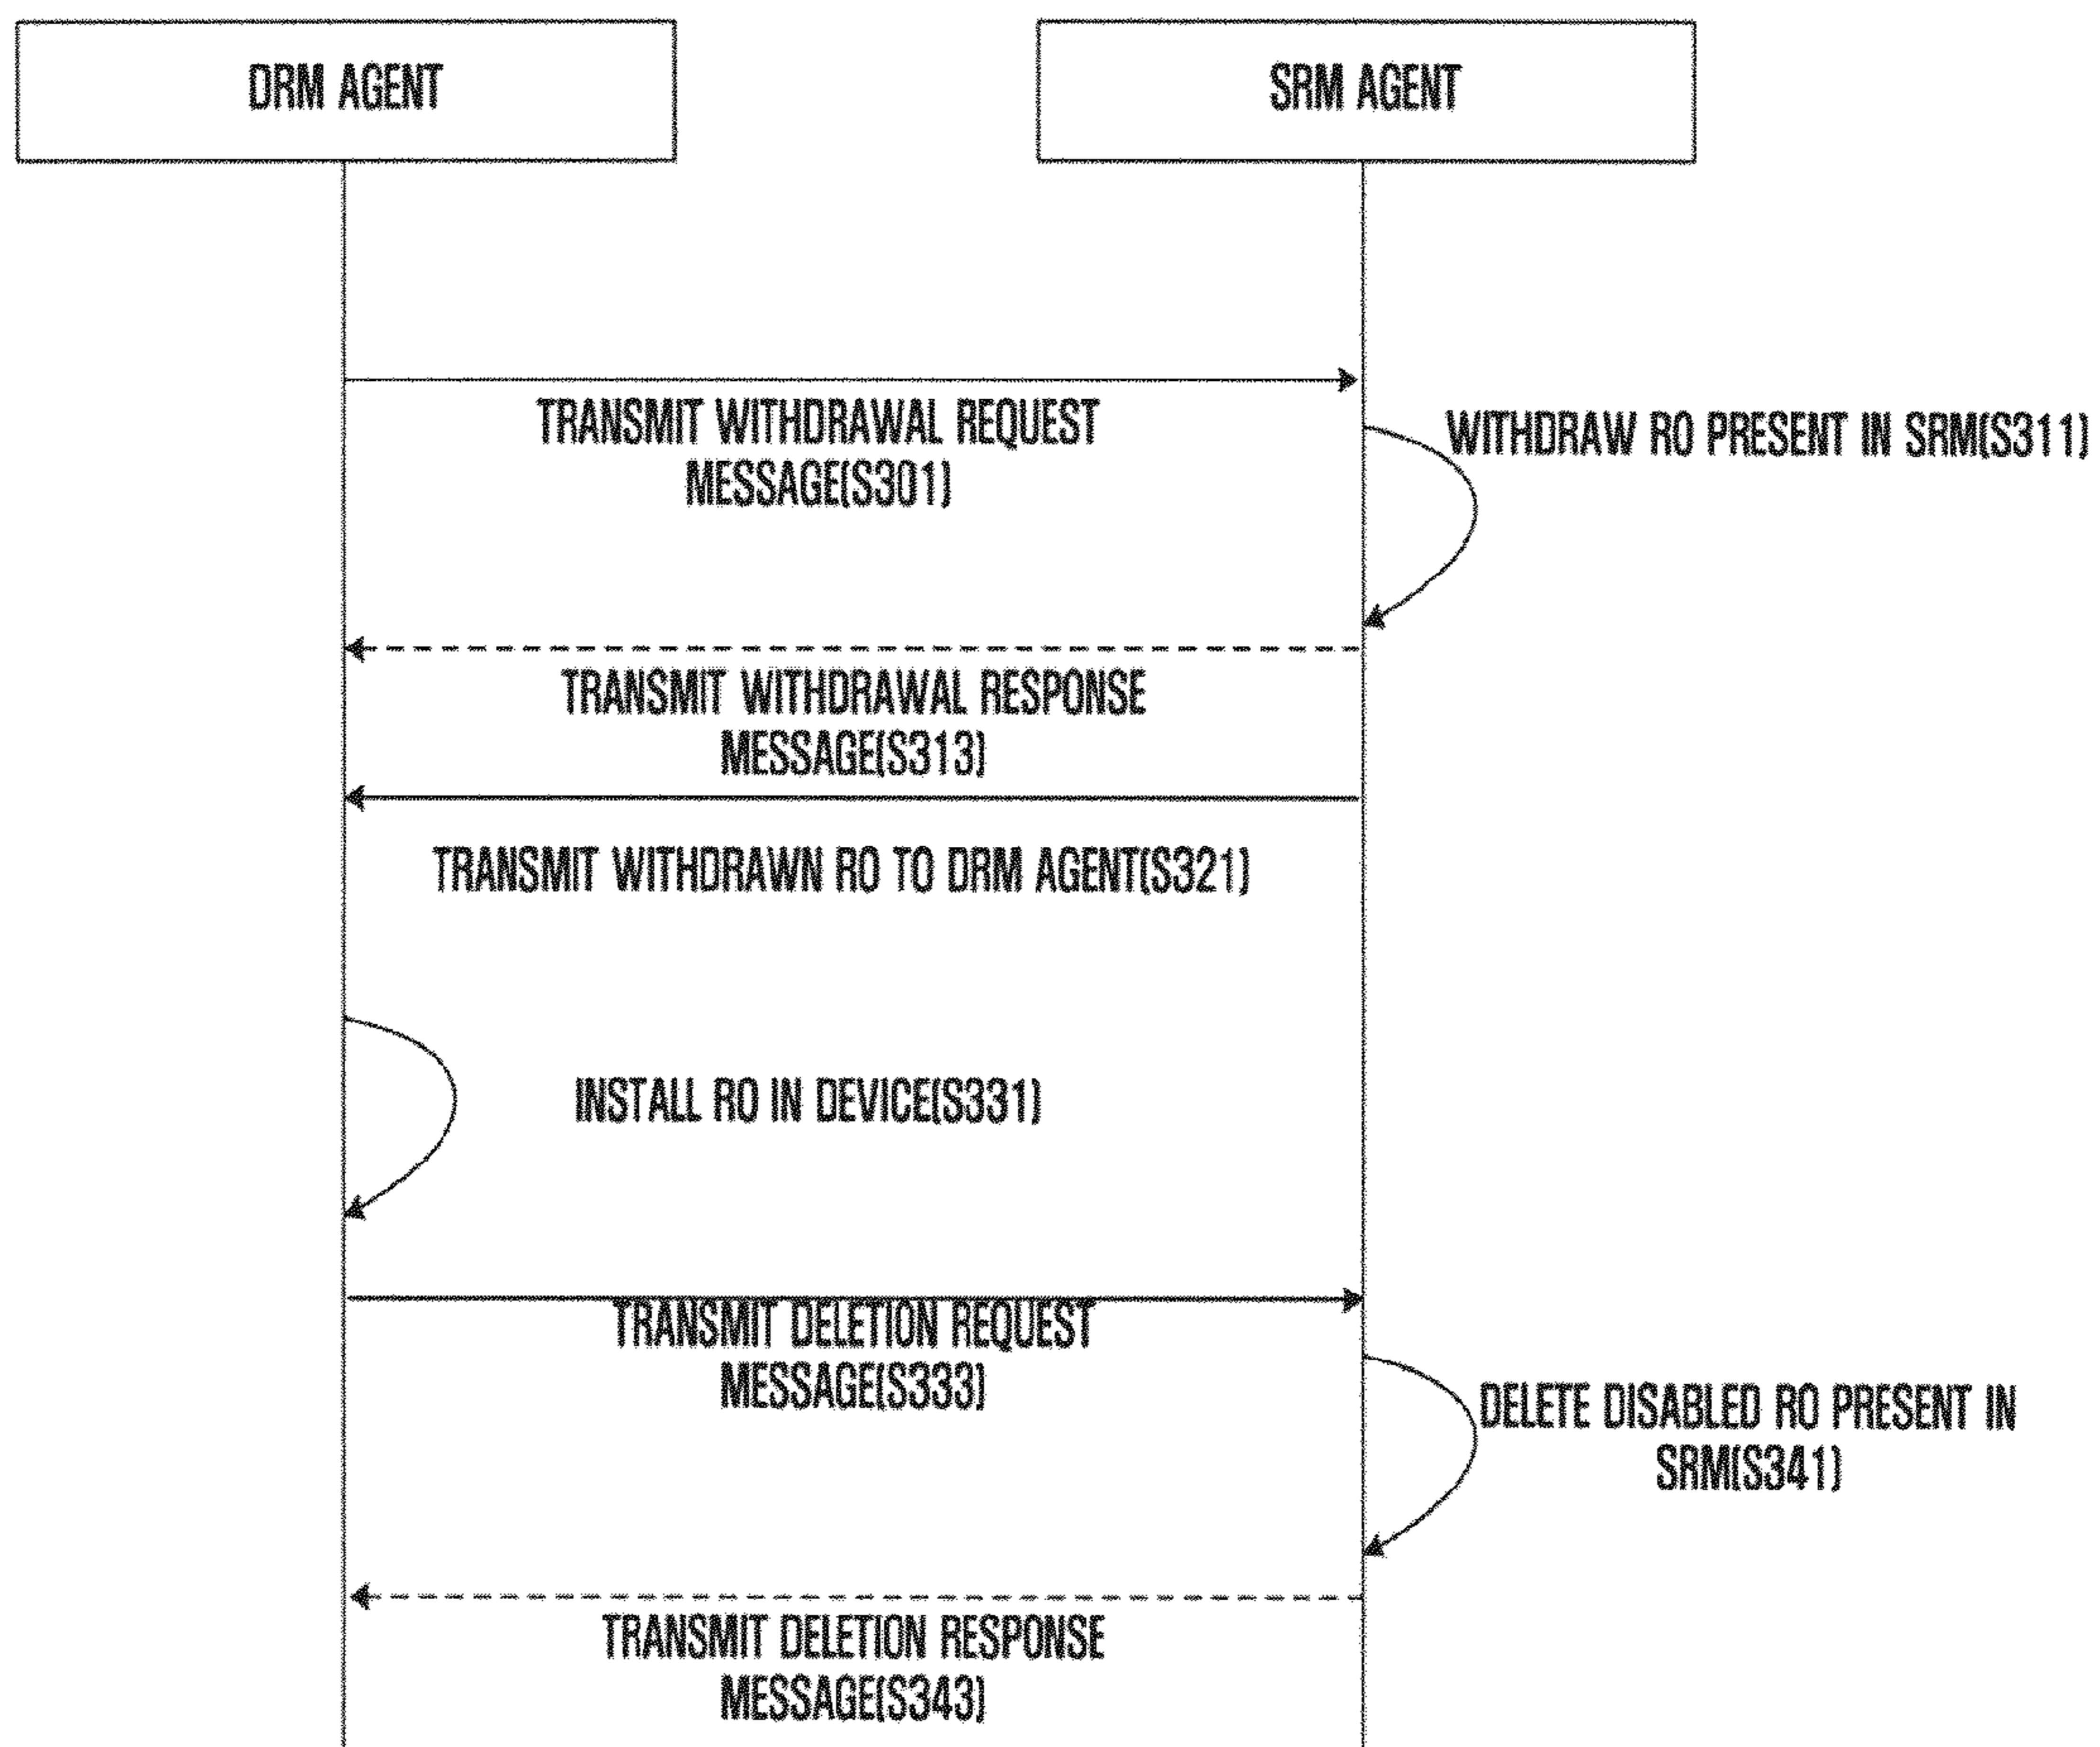 DRM AGENT
SRM AGENT
TRANSMIT WITHDRAWAL REQUEST
MESSAGE(S301)
WITHDRAW RO PRESENT IN SRM(S311)
TRANSMIT WITHDRAWAL RESPONSE
MESSAGE(S313)
TRANSMIT WITHDRAWN RO TO DRM AGENT(S321)
INSTALL RO IN DEVICE(S331)
TRANSMIT DELETION REQUEST
MESSAGE(S333)
DELETE DISABLED RO PRESENT IN
SRM(S341)
TRANSMIT DELETION RESPONSE
MESSAGE(S343)